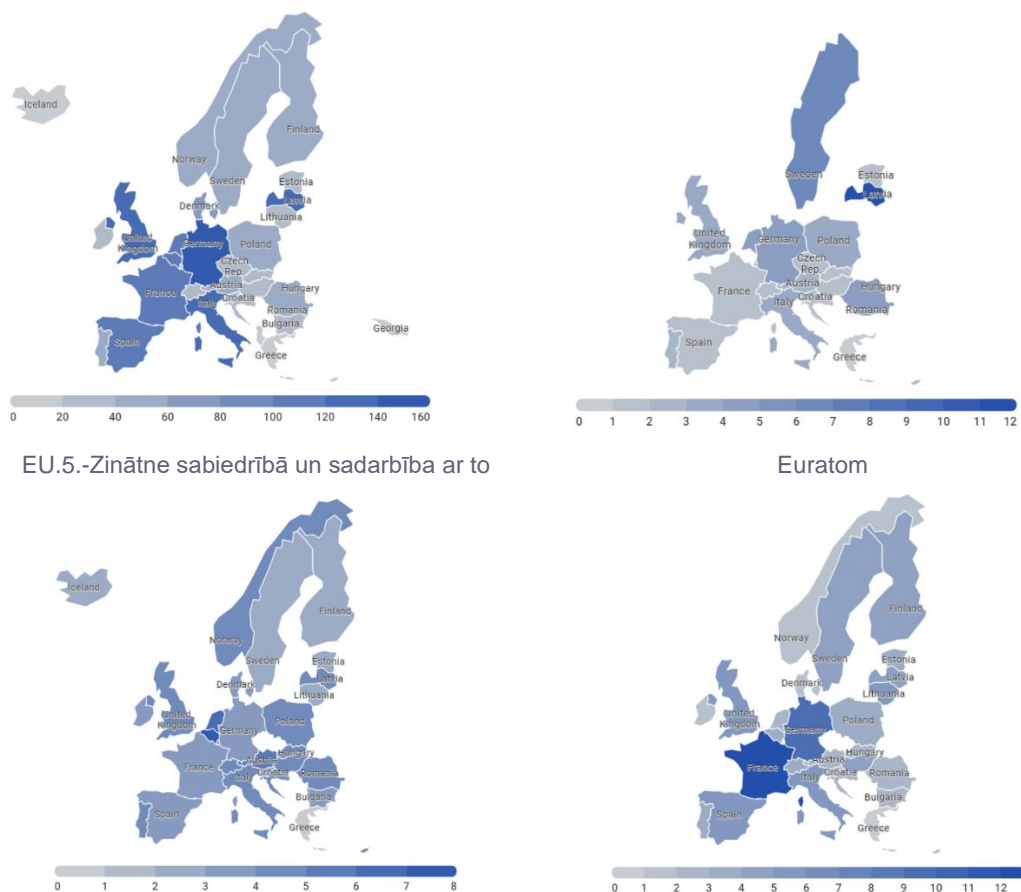 Iceland
Finland
Norway
Sweden
Estonia
Latvia
Denmark
Lithuania
United
Kingdom
Germany
Poland
Czech
Rep.
France
Austria
Hungary
Croatia
Italy
Romania
Bulgaria
Spain
Georgia
Greece
0 20 40 60 80 100 120 140 160
Sweden
Estonia
Latvia
United
Kingdom
Germany
Poland
Czech
Rep.
France
Austria
Hungary
Croatia
Italy
Romania
Spain
Greece
0 1 2 3 4 5 6 7 8 9 10 11 12
EU.5.-Zinātne sabiedrībā un sadarbība ar to
Euratom
Iceland
Finland
Norway
Sweden
Estonia
Latvia
Denmark
Lithuania
United
Kingdom
Germany
Poland
France
Austria
Hungary
Croatia
Italy
Romania
Bulgaria
Spain
Greece
0 1 2 3 4 5 6 7 8
Finland
Norway
Sweden
Estonia
Latvia
Denmark
Lithuania
United
Kingdom
Germany
Poland
France
Austria
Hungary
Croatia
Italy
Romania
Bulgaria
Spain
Greece
0 1 2 3 4 5 6 7 8 9 10 11 12